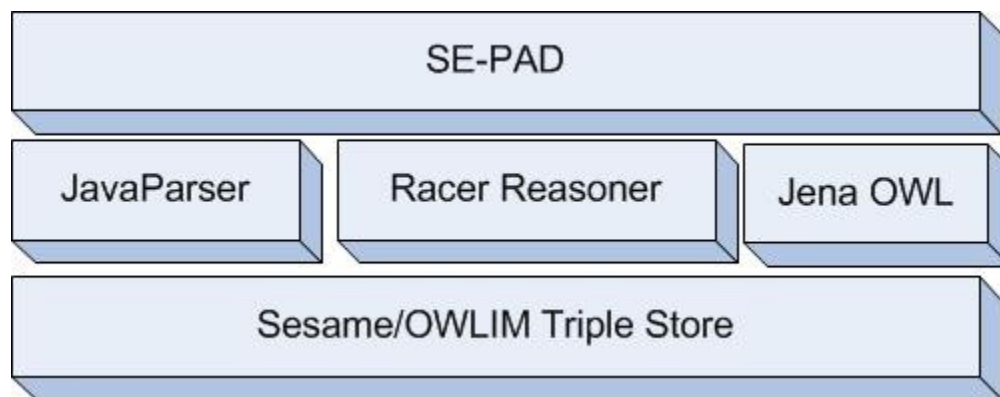 SE-PAD
JavaParser
Racer Reasoner
Jena OWL
Sesame/OWLIM Triple Store